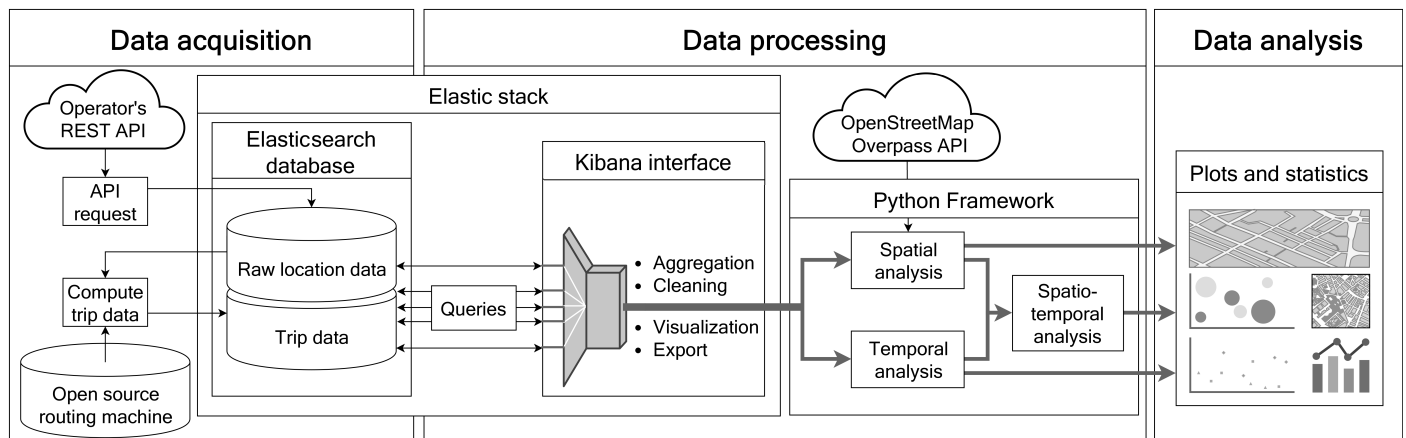 Data acquisition
Data processing
Data analysis
Operator's
REST API
API
request
Compute
trip data
Open source
routing machine
Elastic stack
Elasticsearch
database
Raw location data
Trip data
Queries
Kibana interface
• Aggregation
• Cleaning
• Visualization
• Export
OpenStreetMap
Overpass API
Python Framework
Spatial
analysis
Temporal
analysis
Spatio-
temporal
analysis
Plots and statistics